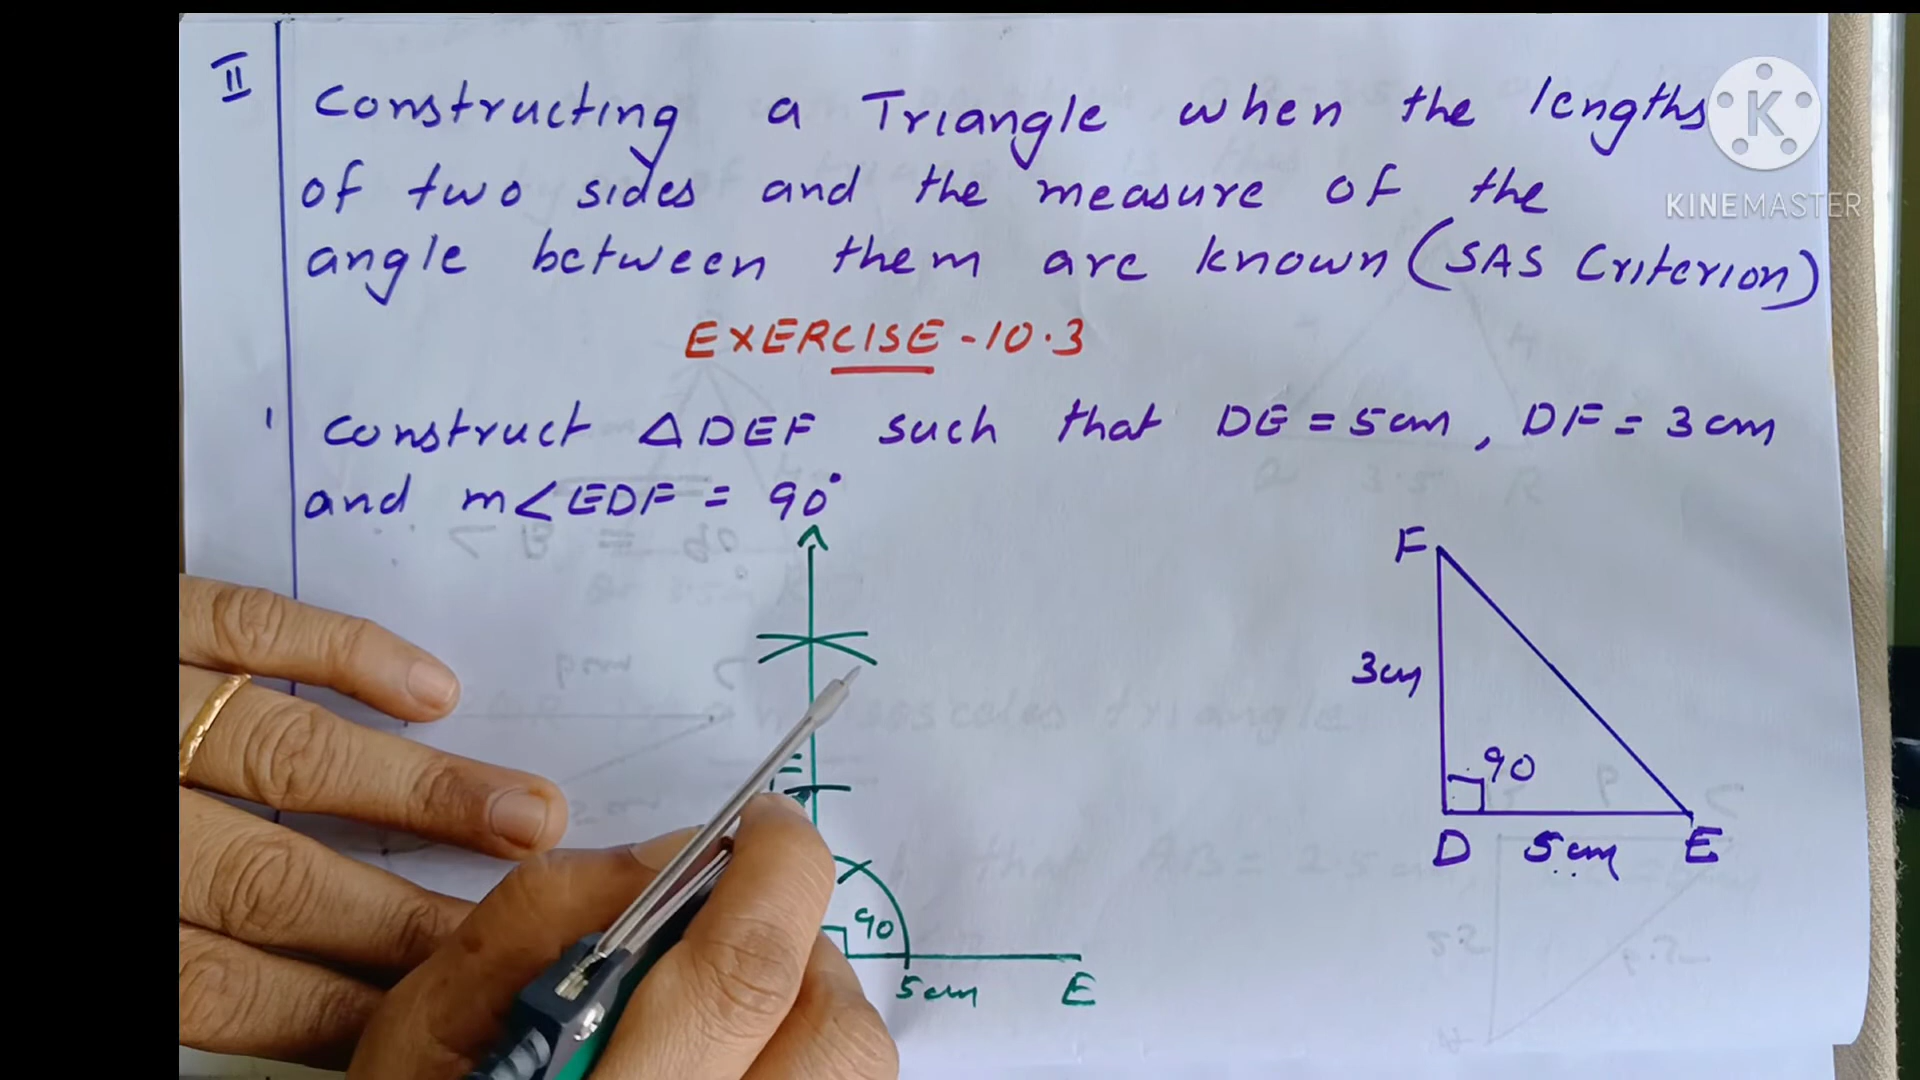 II
Constructing a Triangle when the lengths
of two sides and the measure of the
angle between them are known (SAS Criterion)
EXERCISE - 10.3
1 Construct △DEF such that DE = 5cm, DF = 3cm
and m∠EDF = 90°
F
3cm
90
D 5cm E
F
90
5cm E
K
KINEMASTER